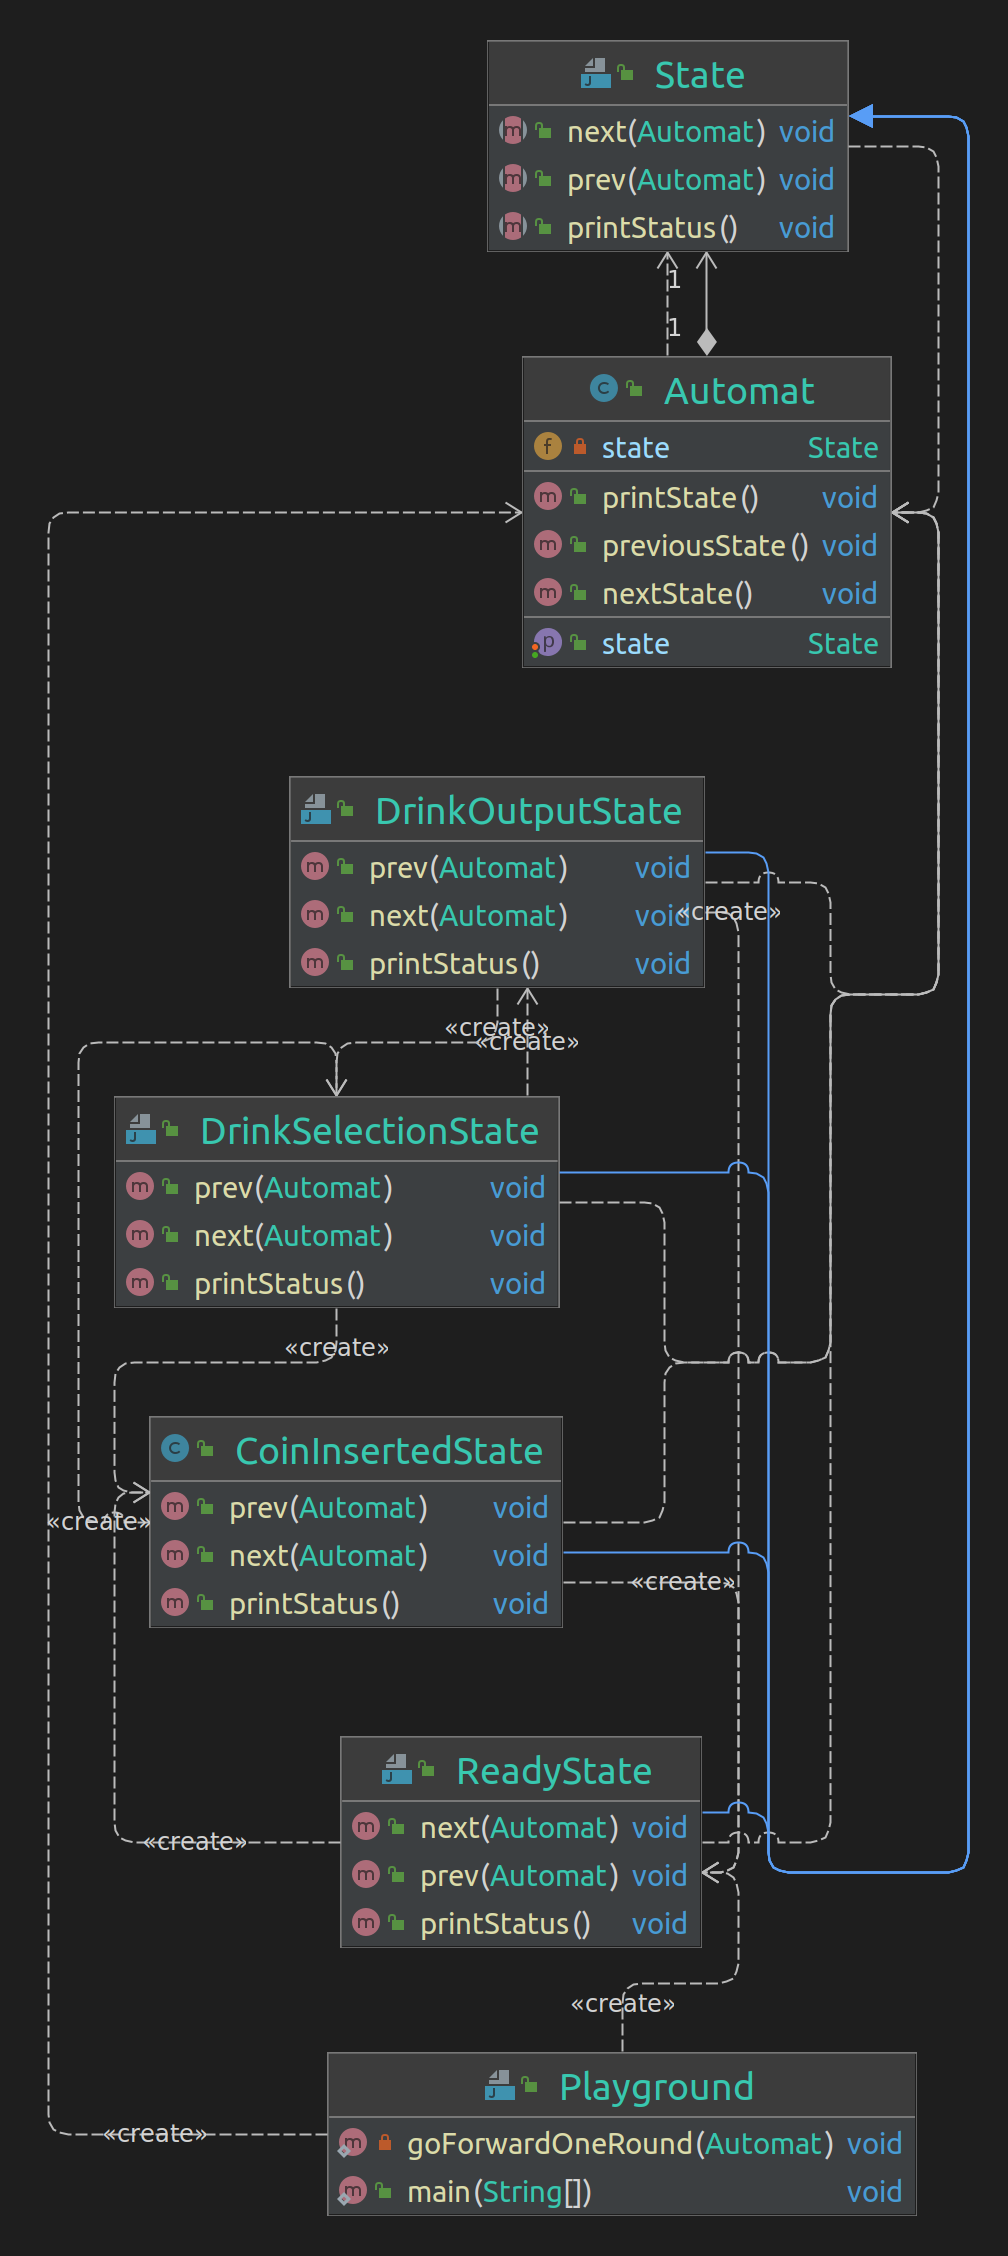 State
next(Automat) void
prev(Automat) void
printStatus() void
1
1
Automat
state State
printState() void
previousState() void
nextState() void
state State
DrinkOutputState
prev(Automat) void
next(Automat) void
«create»
printStatus() void
«create»
«create»
DrinkSelectionState
prev(Automat) void
next(Automat) void
printStatus() void
«create»
CoinInsertedState
prev(Automat) void
«create»
next(Automat) void
«create»
printStatus() void
ReadyState
next(Automat) void
«create»
prev(Automat) void
printStatus() void
«create»
Playground
«create»
goForwardOneRound(Automat) void
main(String[]) void